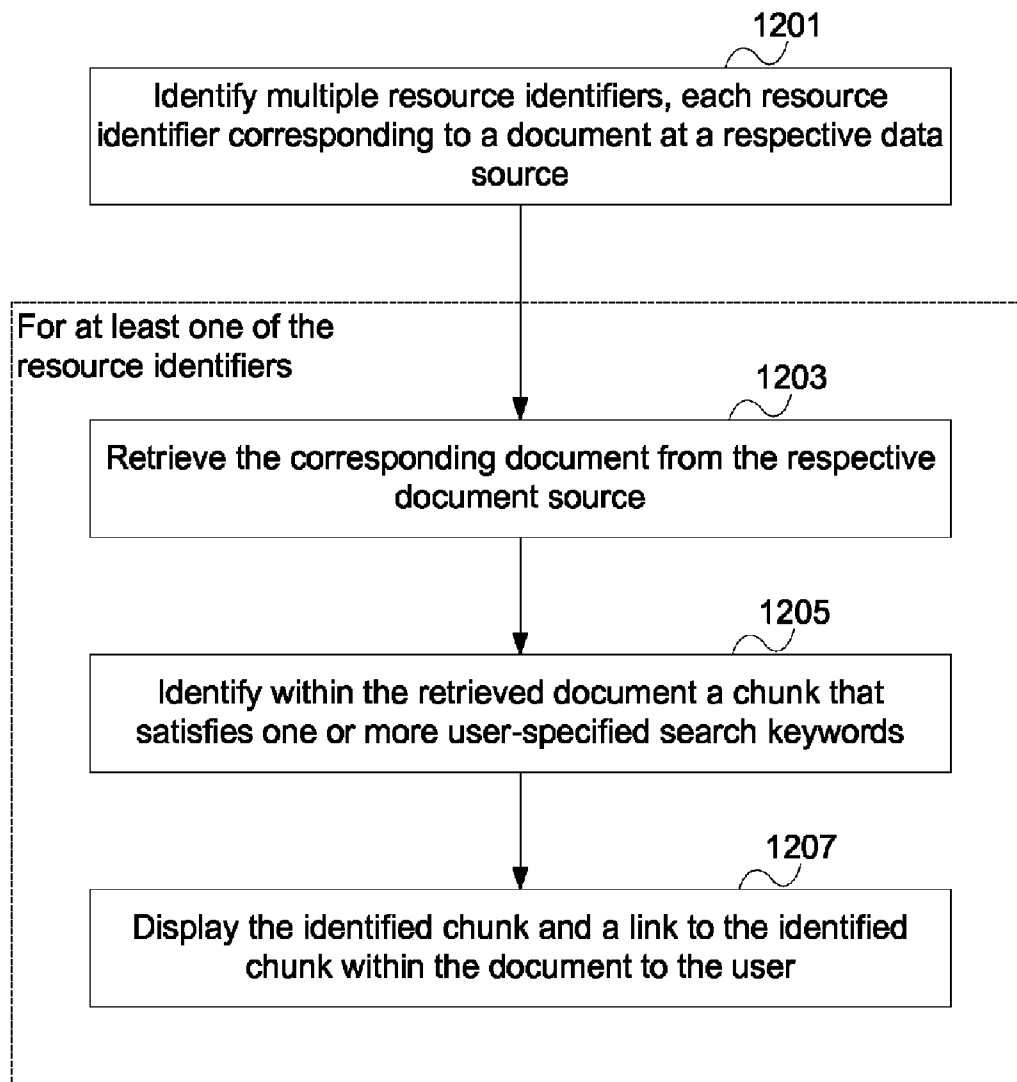 1201
Identify multiple resource identifiers, each resource
identifier corresponding to a document at a respective data
source
For at least one of the
resource identifiers
1203
Retrieve the corresponding document from the respective
document source
1205
Identify within the retrieved document a chunk that
satisfies one or more user-specified search keywords
1207
Display the identified chunk and a link to the identified
chunk within the document to the user